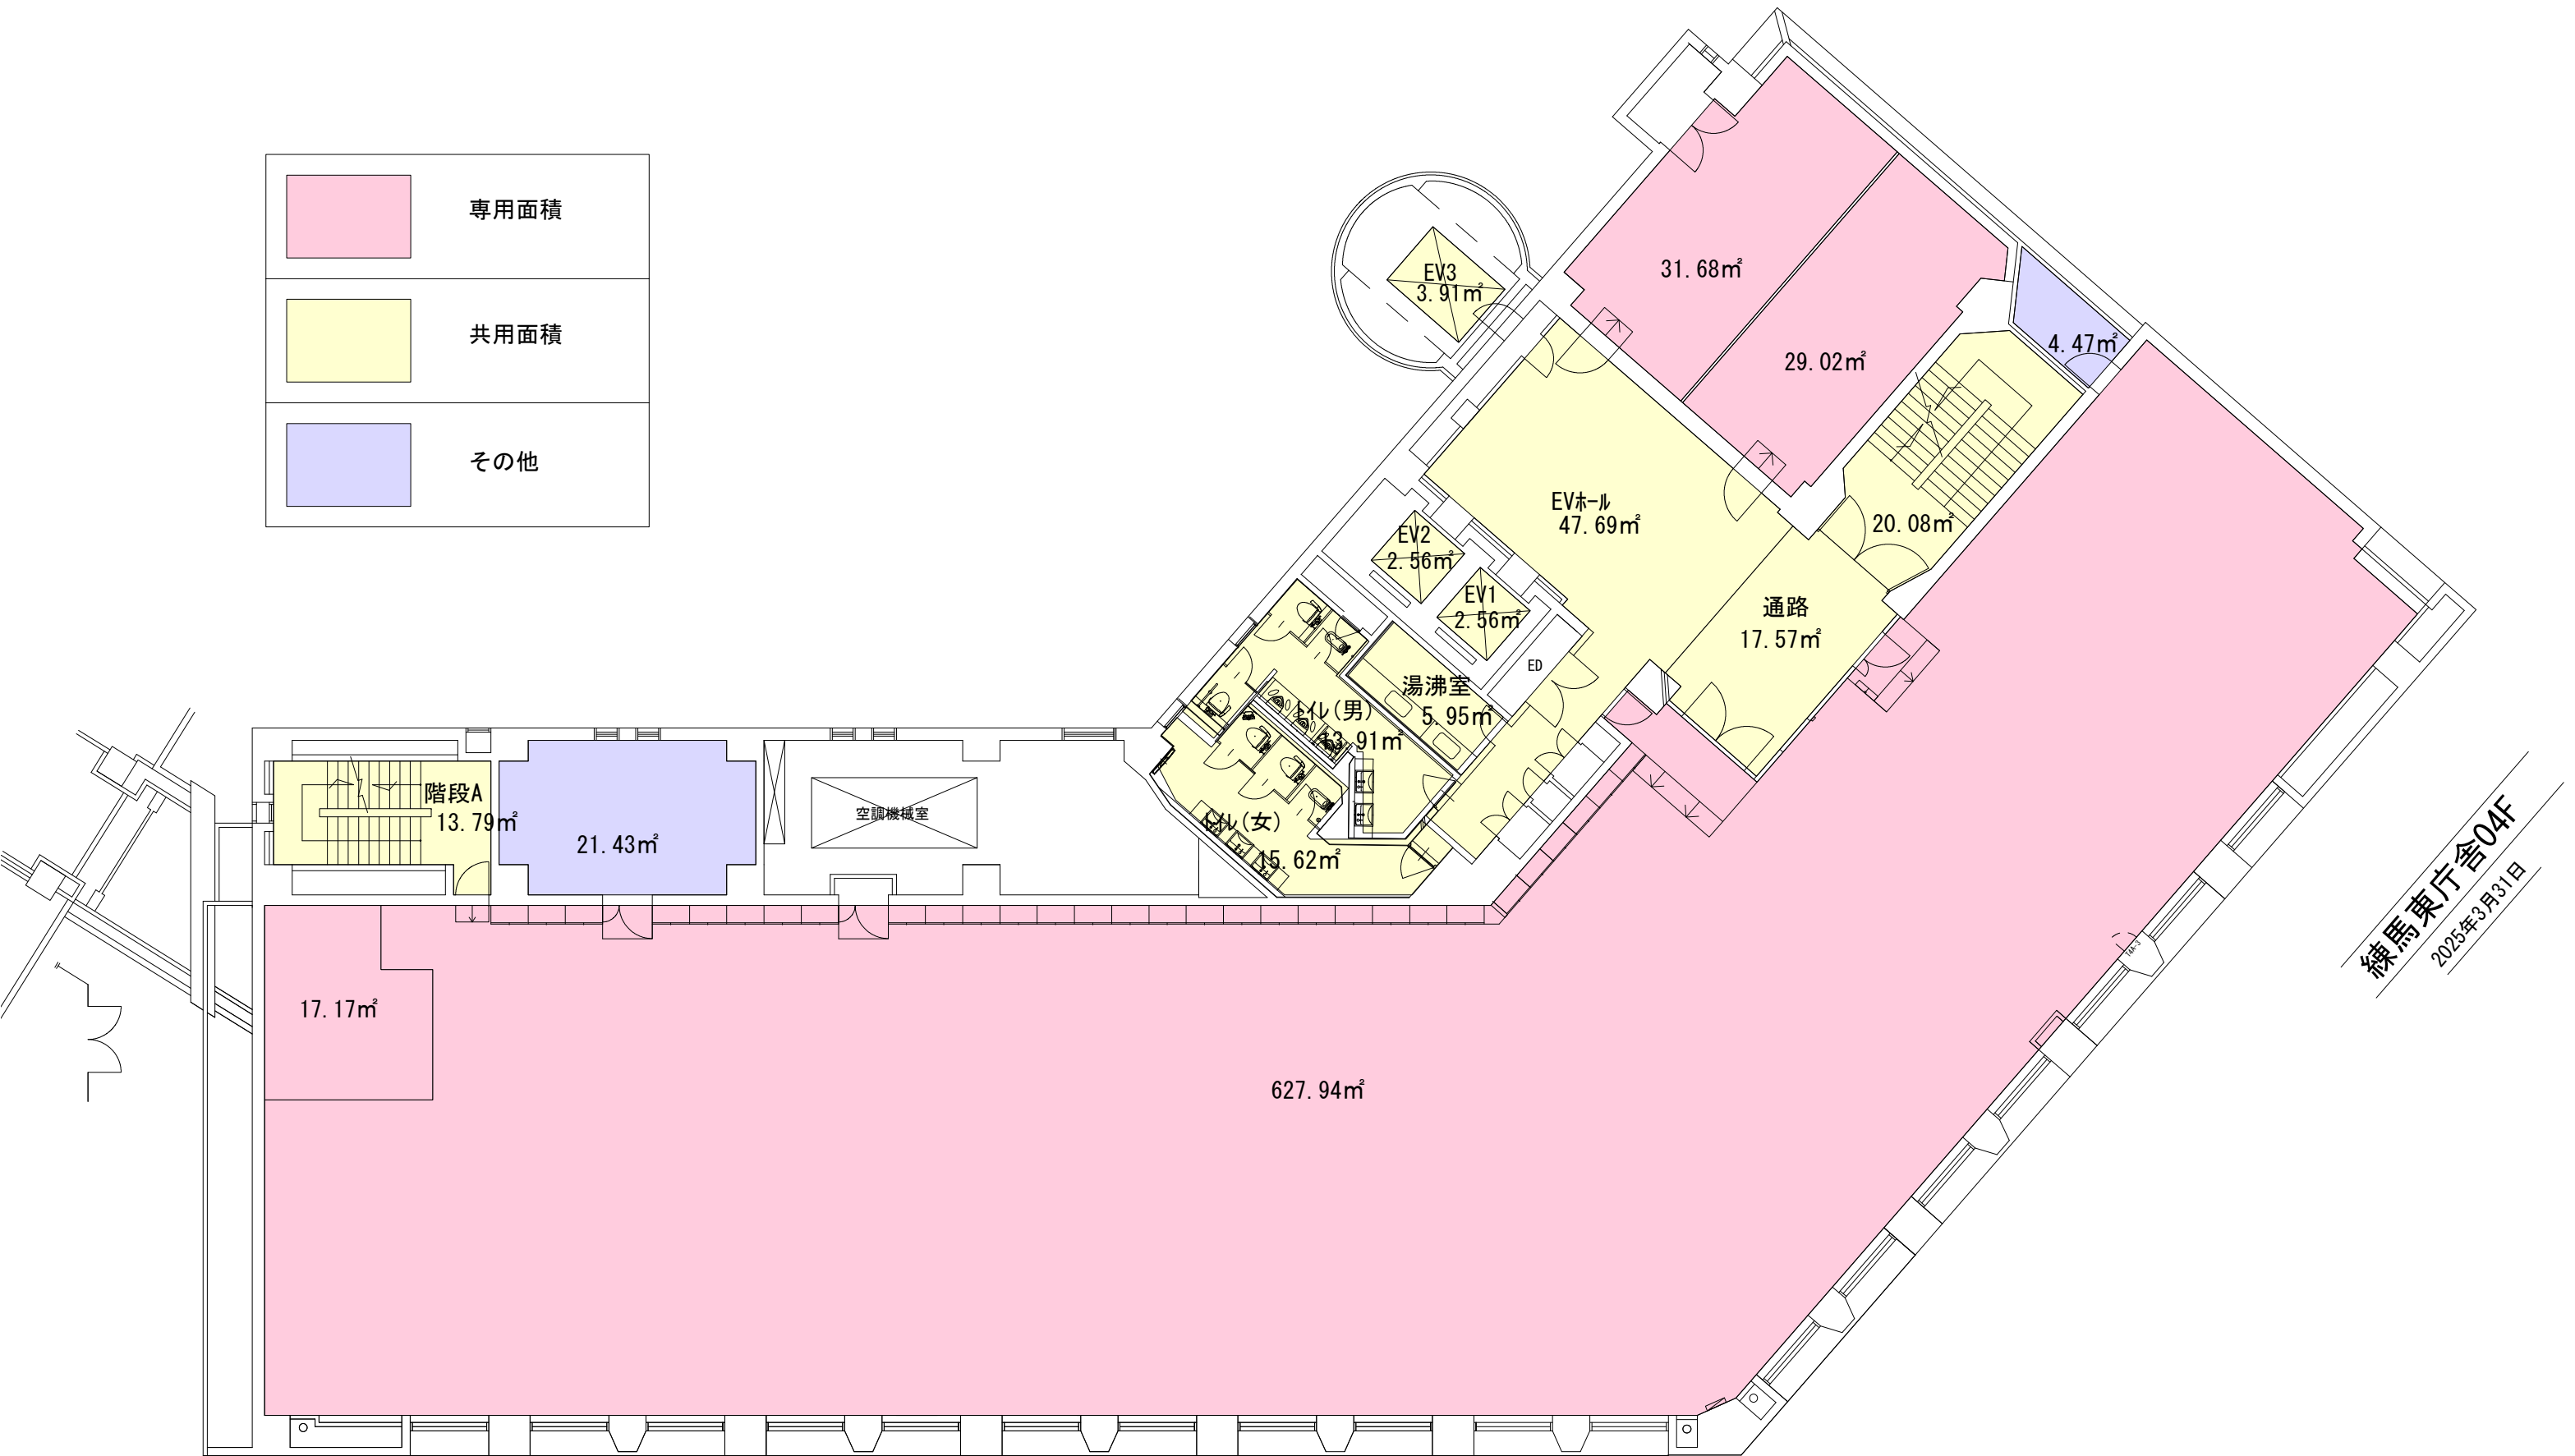 専用面積
共用面積
その他
31.68㎡
EV3
3.91㎡
4.47㎡
29.02㎡
EVホール
47.69㎡
20.08㎡
EV2
2.56㎡
EV1
2.56㎡
通路
17.57㎡
ED
湯沸室
5.95㎡
トイレ(男)
13.91㎡
階段A
13.79㎡
21.43㎡
空調機械室
トイレ(女)
15.62㎡
17.17㎡
627.94㎡
練馬東庁舎04F
2025年3月31日